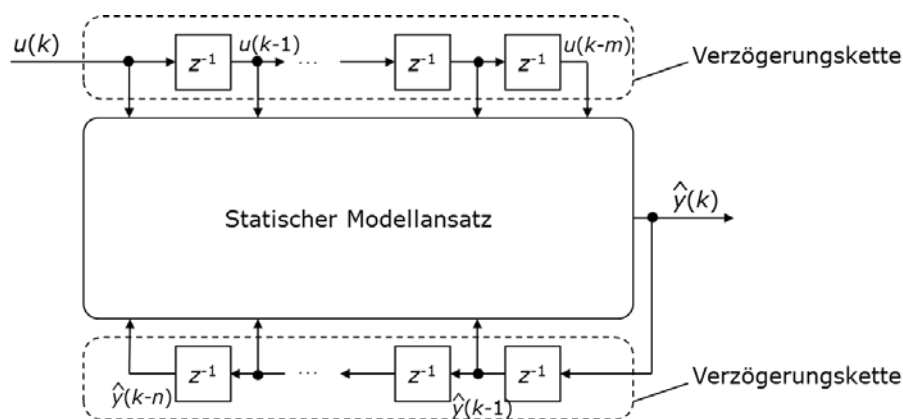 u(k)
z⁻¹
u(k-1)
...
z⁻¹
z⁻¹
u(k-m)
Verzögerungskette
Statischer Modellansatz
ŷ(k)
ŷ(k-n)
z⁻¹
...
z⁻¹
ŷ(k-1)
z⁻¹
Verzögerungskette